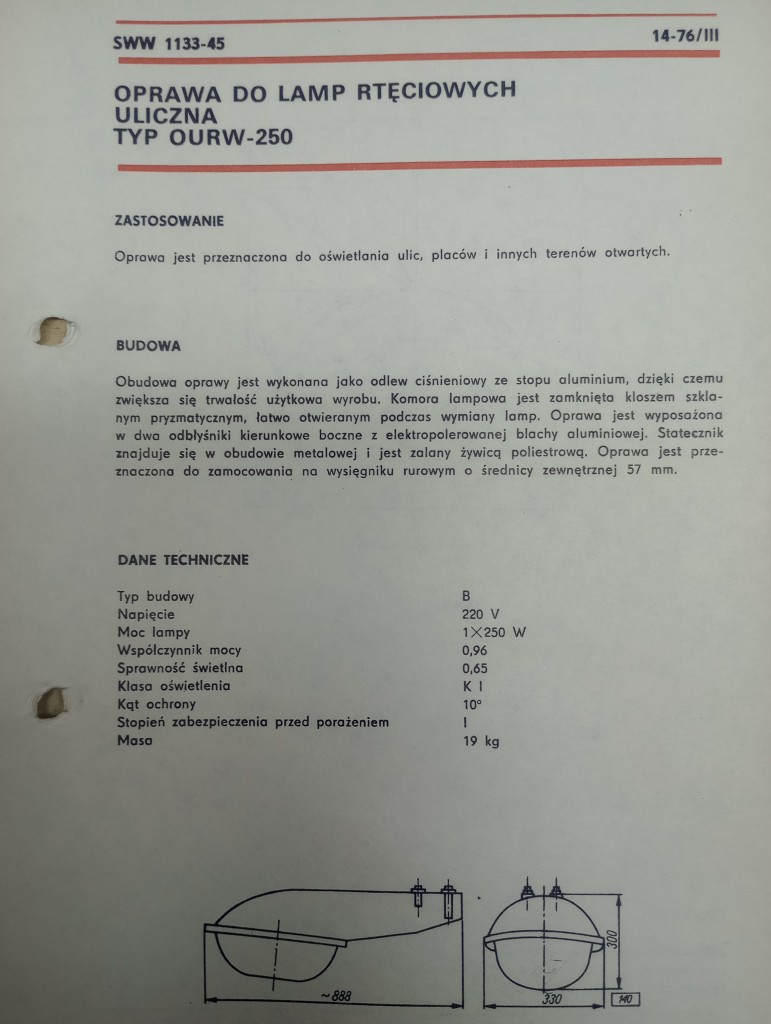 SWW 1133-45
14-76/III
OPRAWA DO LAMP RTĘCIOWYCH
ULICZNA
TYP OURW-250
ZASTOSOWANIE
Oprawa jest przeznaczona do oświetlania ulic, placów i innych terenów otwartych.
BUDOWA
Obudowa oprawy jest wykonana jako odlew ciśnieniowy ze stopu aluminium, dzięki czemu
zwiększa się trwałość użytkowa wyrobu. Komora lampowa jest zamknięta kloszem szkla-
nym pryzmatycznym, łatwo otwieranym podczas wymiany lamp. Oprawa jest wyposażona
w dwa odbłyśniki kierunkowe boczne z elektropolerowanej blachy aluminiowej. Statecznik
znajduje się w obudowie metalowej i jest zalany żywicą poliestrową. Oprawa jest prze-
znaczona do zamocowania na wysięgniku rurowym o średnicy zewnętrznej 57 mm.
DANE TECHNICZNE
Typ budowy B
Napięcie 220 V
Moc lampy 1×250 W
Współczynnik mocy 0,96
Sprawność świetlna 0,65
Klasa oświetlenia K I
Kąt ochrony 10°
Stopień zabezpieczenia przed porażeniem I
Masa 19 kg
300
~888
330
140